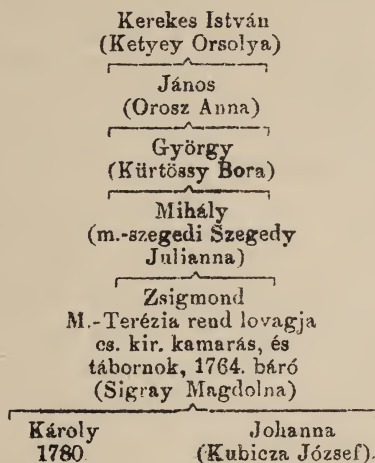 Kerekes István
(Ketyey Orsolya)
János
(Orosz Anna)
György
(Kürtössy Bora)
Mihály
(m.-szegedi Szegedy
Julianna)
Zsigmond
M.-Terézia rend lovagja
cs. kir. kamarás, és
tábornok, 1764. báró
(Sigray Magdolna)
Károly Johanna
1780. (Kubicza József).